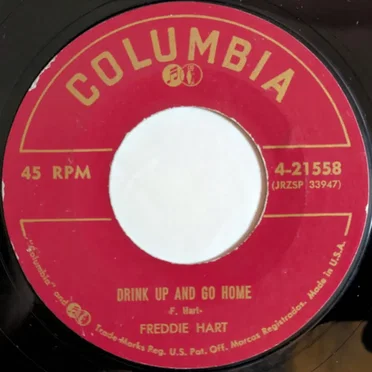 COLUMBIA
45 RPM
4-21558
(JRZSP 33947)
DRINK UP AND GO HOME
-F. Hart-
FREDDIE HART
"Columbia" and Trade-Marks Reg. U.S. Pat. Off. Marcas Registradas. Made in U.S.A.